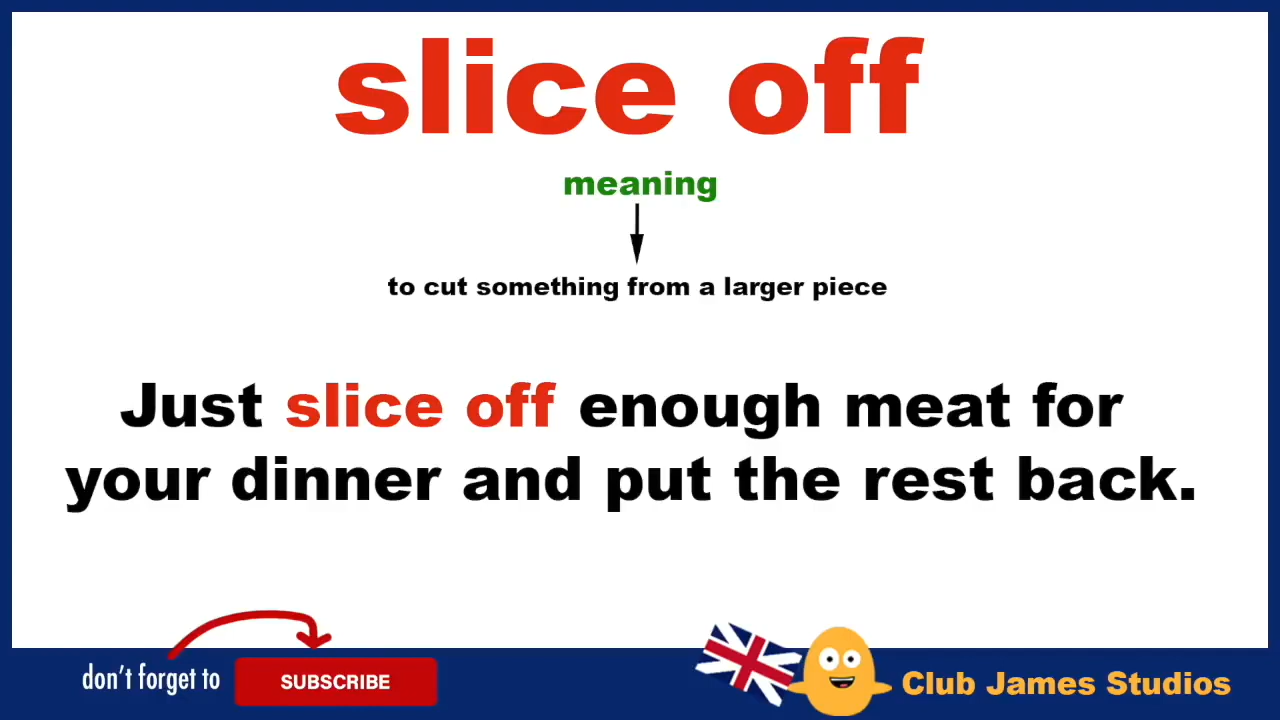 slice off
meaning
to cut something from a larger piece
Just slice off enough meat for
your dinner and put the rest back.
don't forget to
SUBSCRIBE
Club James Studios